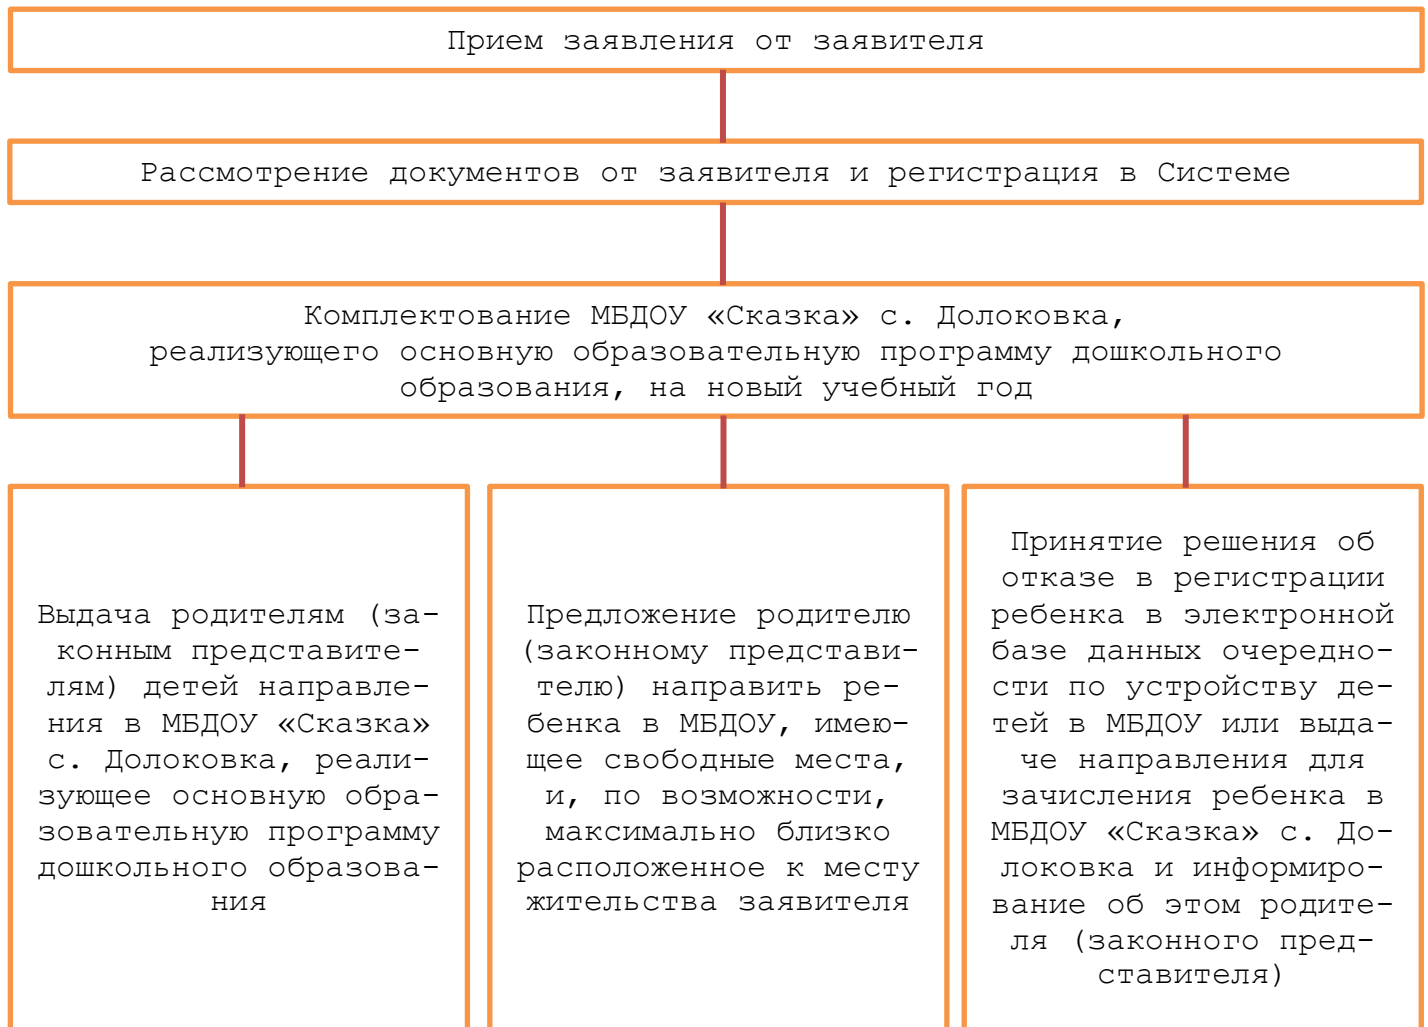 Прием заявления от заявителя
Рассмотрение документов от заявителя и регистрация в Системе
Комплектование МБДОУ «Сказка» с. Долоковка,
реализующего основную образовательную программу дошкольного
образования, на новый учебный год
Выдача родителям (за-
конным представите-
лям) детей направле-
ния в МБДОУ «Сказка»
с. Долоковка, реали-
зующее основную обра-
зовательную программу
дошкольного образова-
ния
Предложение родителю
(законному представи-
телю) направить ре-
бенка в МБДОУ, имею-
щее свободные места,
и, по возможности,
максимально близко
расположенное к месту
жительства заявителя
Принятие решения об
отказе в регистрации
ребенка в электронной
базе данных очередно-
сти по устройству де-
тей в МБДОУ или выда-
че направления для
зачисления ребенка в
МБДОУ «Сказка» с. До-
локовка и информиро-
вание об этом родите-
ля (законного пред-
ставителя)